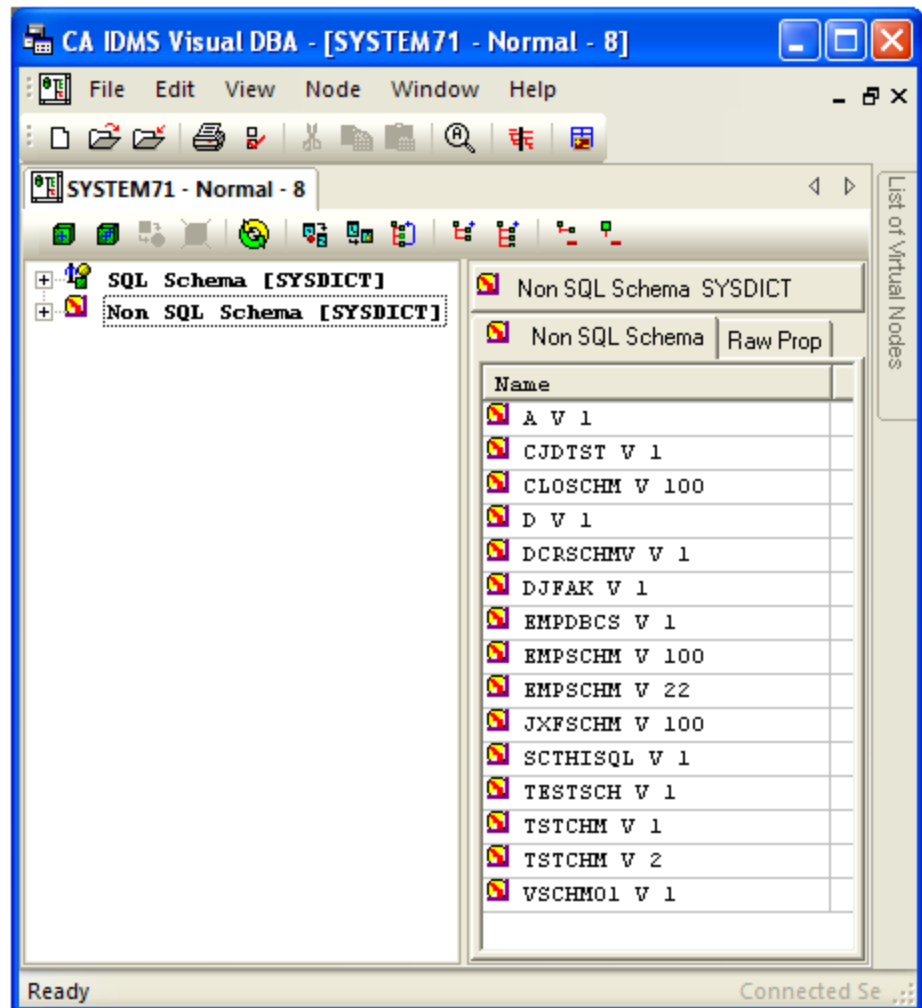 CA IDMS Visual DBA - [SYSTEM71 - Normal - 8]
File Edit View Node Window Help
SYSTEM71 - Normal - 8
List of Virtual Nodes
SQL Schema [SYSDICT]
Non SQL Schema [SYSDICT]
Non SQL Schema SYSDICT
Non SQL Schema Raw Prop
Name
A V 1
CJDTST V 1
CLOSCHM V 100
D V 1
DCRSCHMV V 1
DJFAK V 1
EMPDBCS V 1
EMPSCHM V 100
EMPSCHM V 22
JXFSCHM V 100
SCTHISQL V 1
TESTSCH V 1
TSTCHM V 1
TSTCHM V 2
VSCHM01 V 1
Ready Connected Se